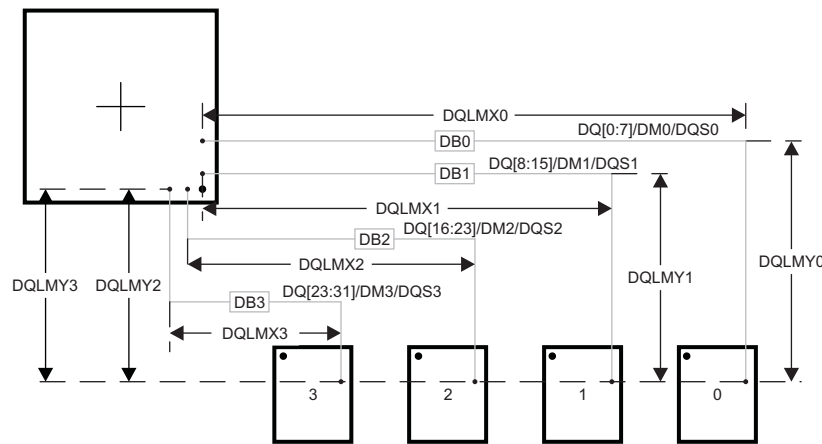 DQLMX0
DQ[0:7]/DM0/DQS0
DB0
DQ[8:15]/DM1/DQS1
DB1
DQLMX1
DQ[16:23]/DM2/DQS2
DB2
DQLMX2
DQLMY0
DQLMY1
DQLMY3
DQLMY2
DQ[23:31]/DM3/DQS3
DB3
DQLMX3
3
2
1
0